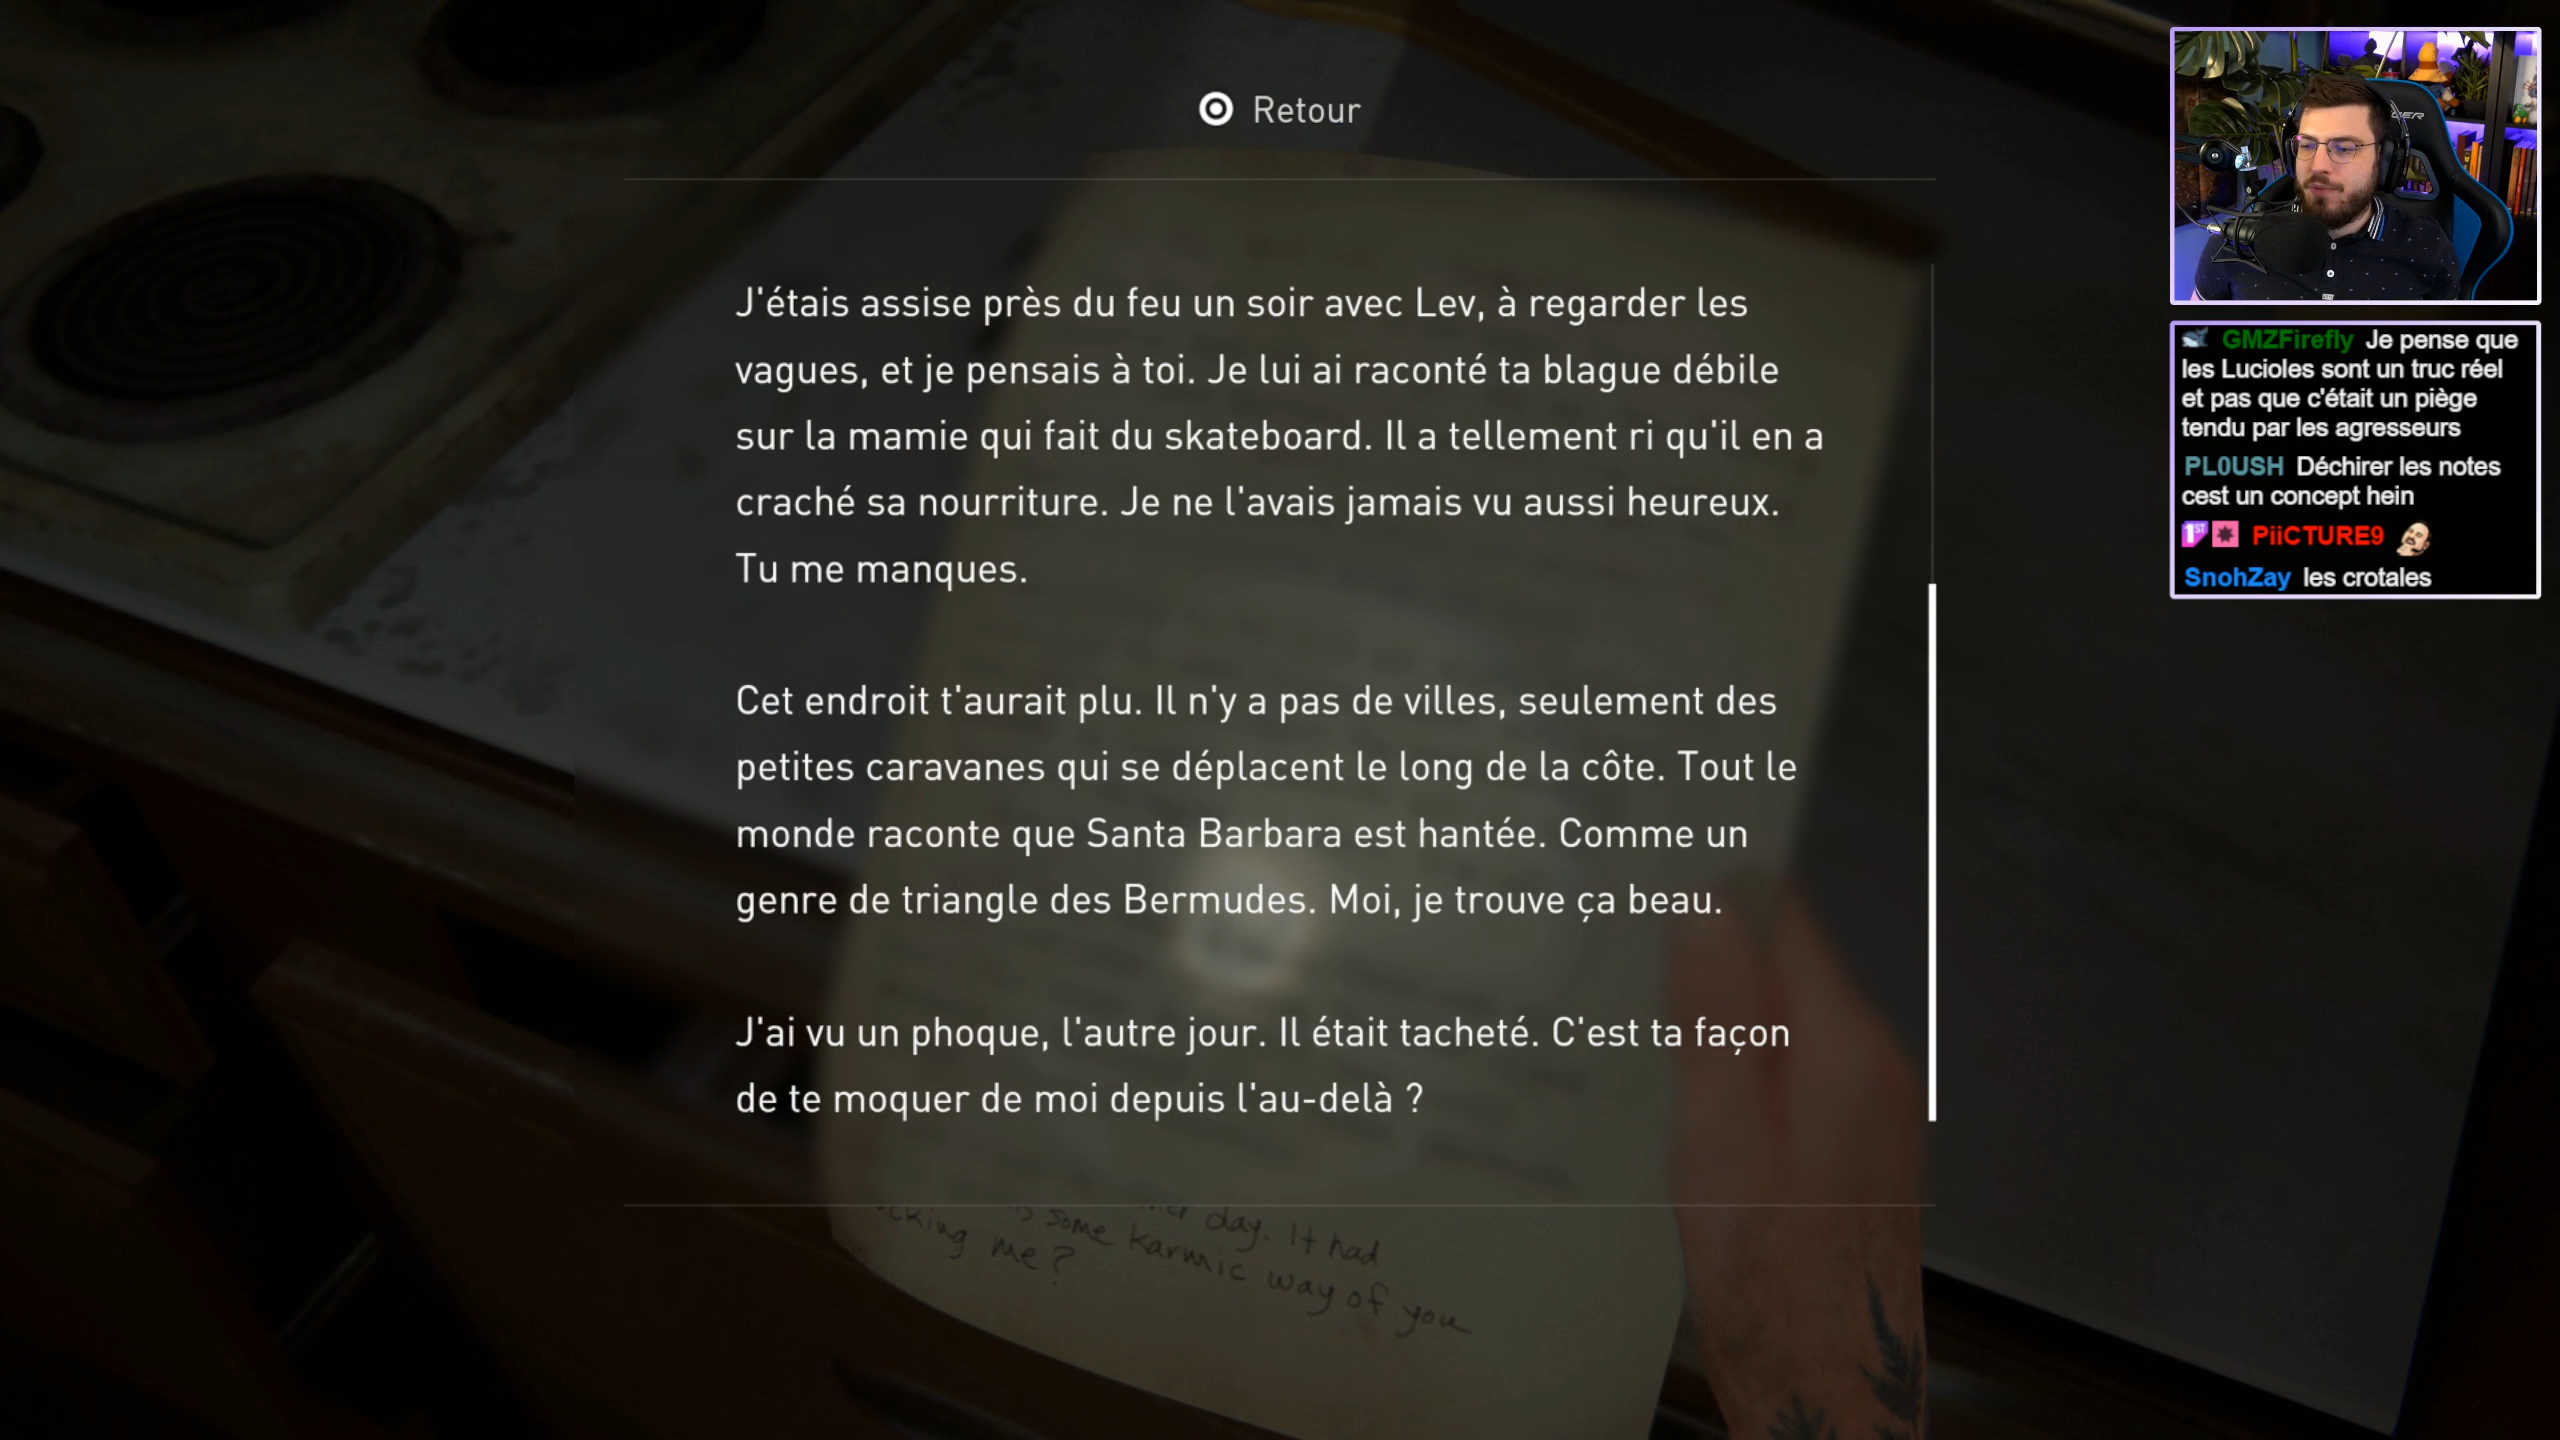 Retour
J'étais assise près du feu un soir avec Lev, à regarder les
vagues, et je pensais à toi. Je lui ai raconté ta blague débile
sur la mamie qui fait du skateboard. Il a tellement ri qu'il en a
craché sa nourriture. Je ne l'avais jamais vu aussi heureux.
Tu me manques.
Cet endroit t'aurait plu. Il n'y a pas de villes, seulement des
petites caravanes qui se déplacent le long de la côte. Tout le
monde raconte que Santa Barbara est hantée. Comme un
genre de triangle des Bermudes. Moi, je trouve ça beau.
J'ai vu un phoque, l'autre jour. Il était tacheté. C'est ta façon
de te moquer de moi depuis l'au-delà ?
day. It had
some karmic way of you
me?
GMZFirefly Je pense que
les Lucioles sont un truc réel
et pas que c'était un piège
tendu par les agresseurs
PL0USH Déchirer les notes
cest un concept hein
1ST PiiCTURE9
SnohZay les crotales